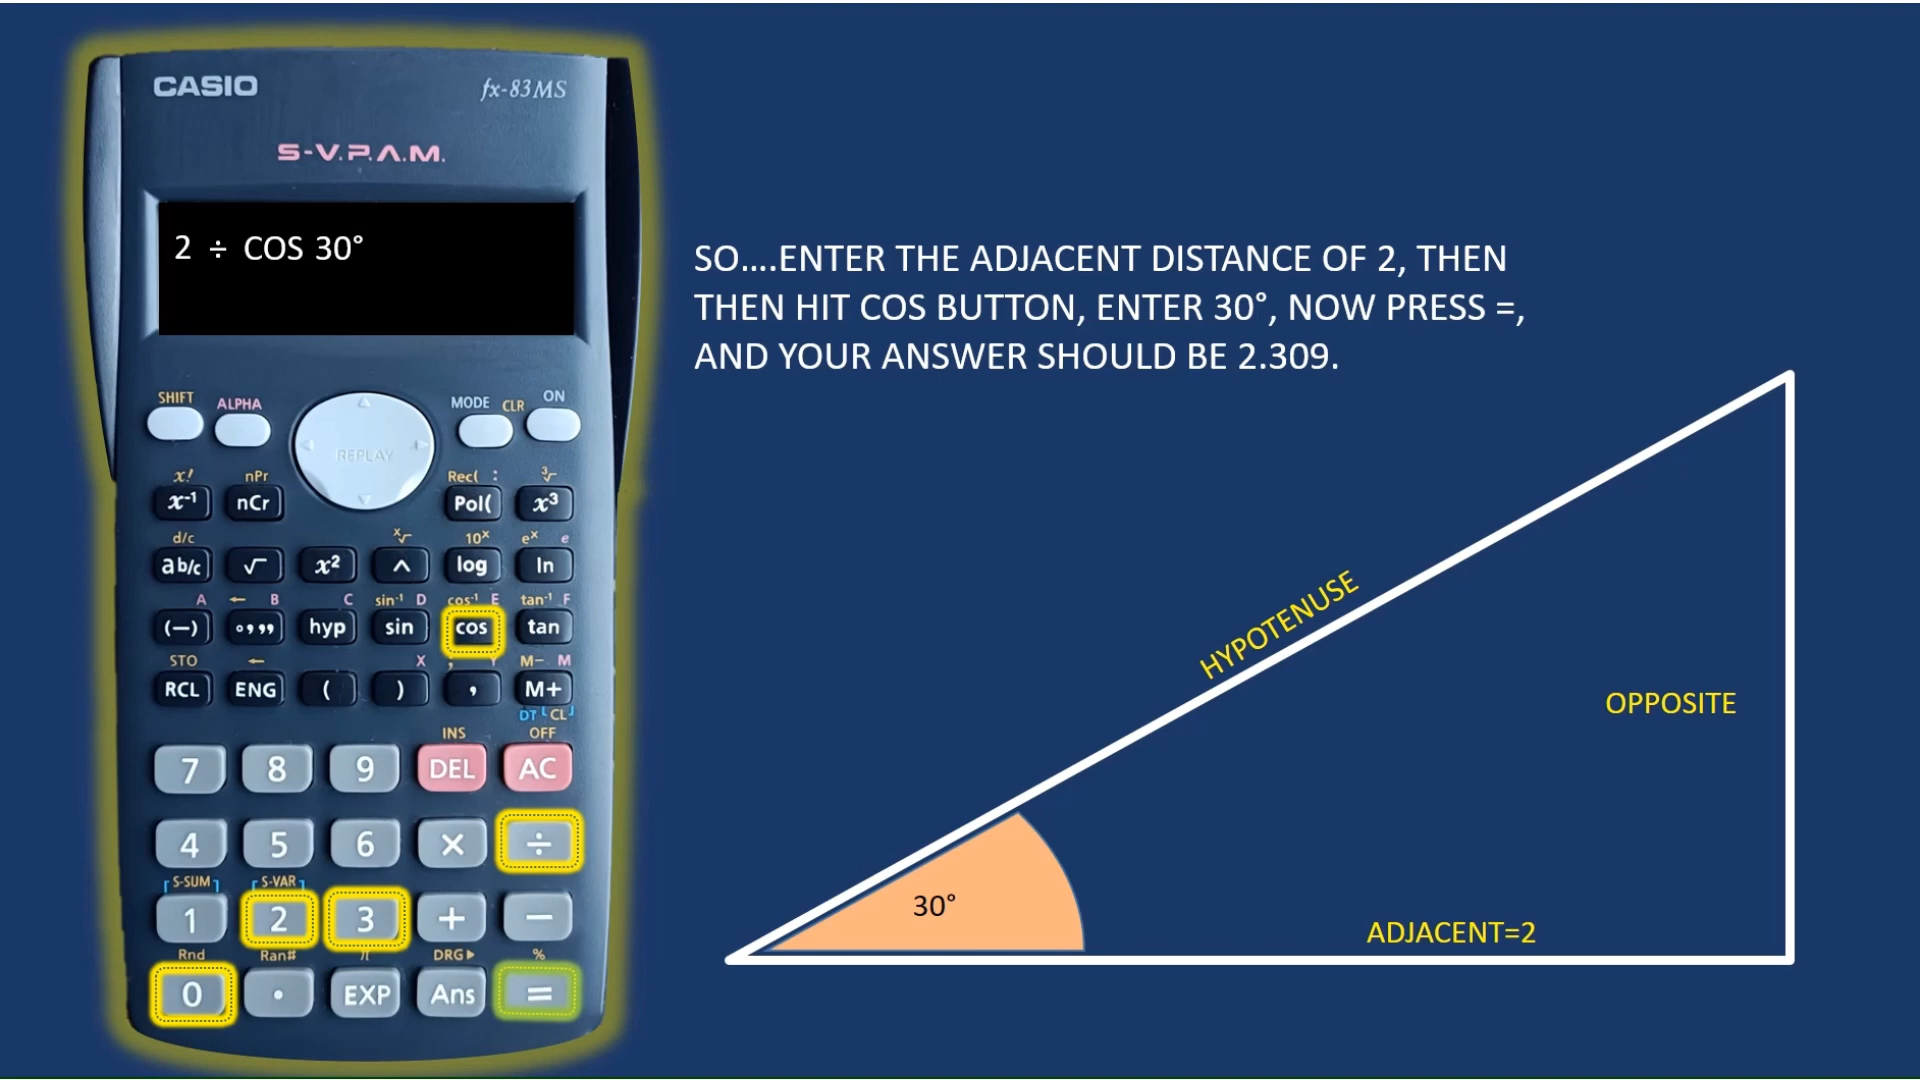 CASIO
fx-83MS
S-V.P.A.M.
2 ÷ COS 30°
SO....ENTER THE ADJACENT DISTANCE OF 2, THEN
THEN HIT COS BUTTON, ENTER 30°, NOW PRESS =,
AND YOUR ANSWER SHOULD BE 2.309.
SHIFT ALPHA MODE CLR ON
REPLAY
x! nPr Rec( : ³√
x⁻¹ nCr Pol( x³
d/c ˣ√ 10ˣ eˣ e
ab/c √ x² ^ log ln
A ← B C sin⁻¹ D cos⁻¹ E tan⁻¹ F
(−) °,,, hyp sin cos tan
STO ← X ; Y M− M
RCL ENG ( ) , M+
DT CL
INS OFF
7 8 9 DEL AC
4 5 6 × ÷
S-SUM S-VAR
1 2 3 + −
Rnd Ran# π DRG▶ %
0 . EXP Ans =
HYPOTENUSE
OPPOSITE
30°
ADJACENT=2